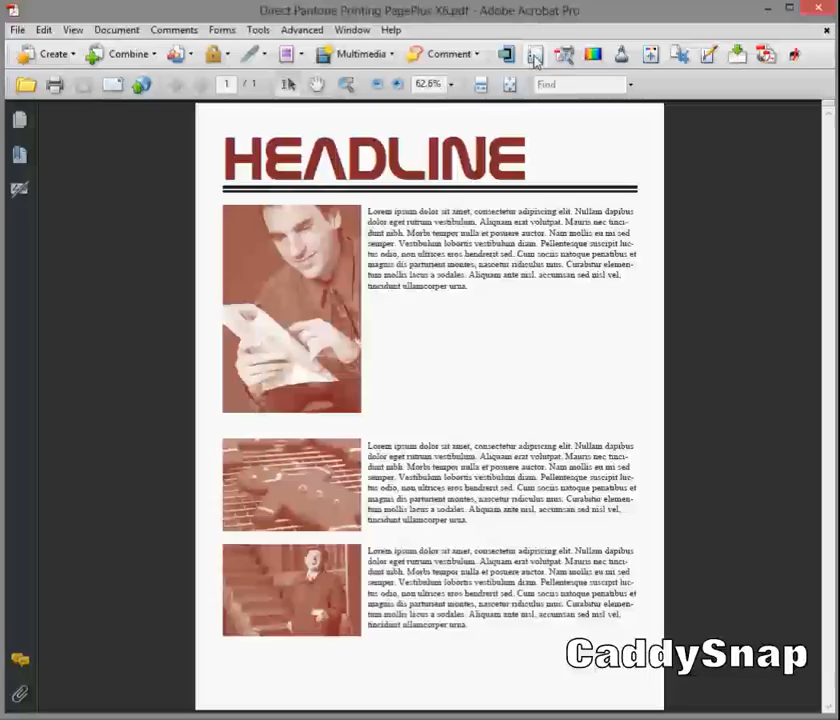 Direct Pantone Printing PagePlus X6.pdf - Adobe Acrobat Pro
File Edit View Document Comments Forms Tools Advanced Window Help
Create Combine Multimedia Comment
1 / 1 62.6% Find
HEADLINE
Lorem ipsum dolor sit amet, consectetur adipiscing elit. Nullam dapibus
dolor eget rutrum vestibulum. Aliquam erat volutpat. Mauris nec tinci-
dunt nibh. Morbi tempor nulla et posuere auctor. Nam mollis eu mi sed
semper. Vestibulum lobortis vestibulum diam. Pellentesque suscipit luc-
tus odio, non ultrices eros hendrerit sed. Cum sociis natoque penatibus et
magnis dis parturient montes, nascetur ridiculus mus. Curabitur elemen-
tum mollis lacus a sodales. Aliquam ante nisl, accumsan sed nisl vel,
tincidunt ullamcorper urna.
Lorem ipsum dolor sit amet, consectetur adipiscing elit. Nullam dapibus
dolor eget rutrum vestibulum. Aliquam erat volutpat. Mauris nec tinci-
dunt nibh. Morbi tempor nulla et posuere auctor. Nam mollis eu mi sed
semper. Vestibulum lobortis vestibulum diam. Pellentesque suscipit luc-
tus odio, non ultrices eros hendrerit sed. Cum sociis natoque penatibus et
magnis dis parturient montes, nascetur ridiculus mus. Curabitur elemen-
tum mollis lacus a sodales. Aliquam ante nisl, accumsan sed nisl vel,
tincidunt ullamcorper urna.
Lorem ipsum dolor sit amet, consectetur adipiscing elit. Nullam dapibus
dolor eget rutrum vestibulum. Aliquam erat volutpat. Mauris nec tinci-
dunt nibh. Morbi tempor nulla et posuere auctor. Nam mollis eu mi sed
semper. Vestibulum lobortis vestibulum diam. Pellentesque suscipit luc-
tus odio, non ultrices eros hendrerit sed. Cum sociis natoque penatibus et
magnis dis parturient montes, nascetur ridiculus mus. Curabitur elemen-
tum mollis lacus a sodales. Aliquam ante nisl, accumsan sed nisl vel,
tincidunt ullamcorper urna.
CaddySnap